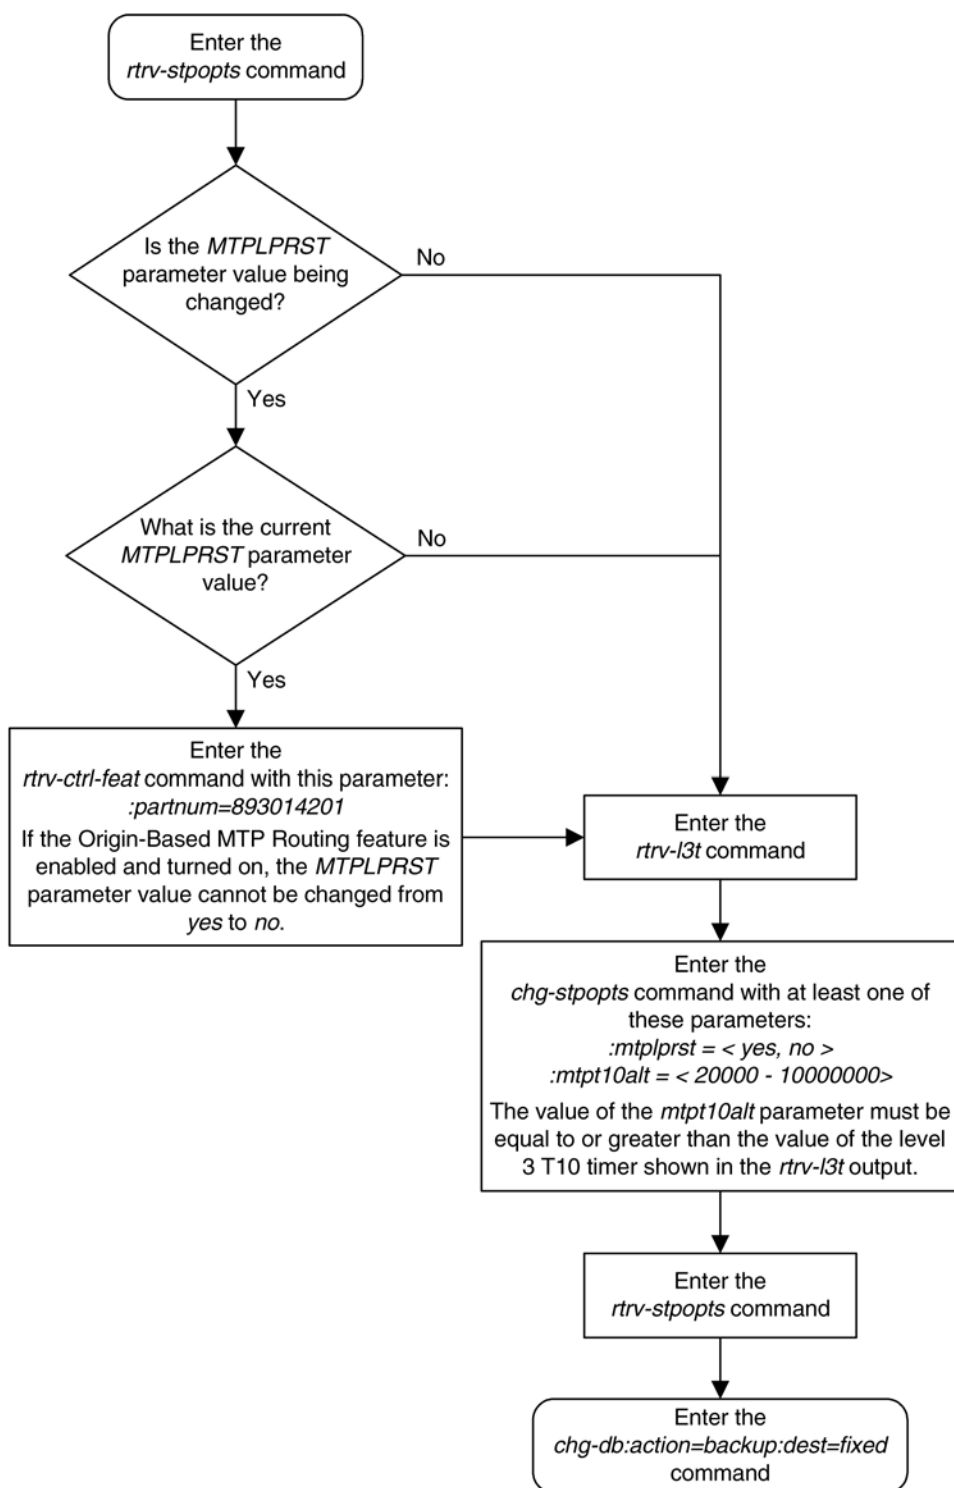 Enter the
rtrv-stpopts command
Is the MTPLPRST
parameter value being
changed?
No
Yes
What is the current
MTPLPRST parameter
value?
No
Yes
Enter the
rtrv-ctrl-feat command with this parameter:
:partnum=893014201
If the Origin-Based MTP Routing feature is
enabled and turned on, the MTPLPRST
parameter value cannot be changed from
yes to no.
Enter the
rtrv-l3t command
Enter the
chg-stpopts command with at least one of
these parameters:
:mtplprst = < yes, no >
:mtpt10alt = < 20000 - 10000000>
The value of the mtpt10alt parameter must be
equal to or greater than the value of the level
3 T10 timer shown in the rtrv-l3t output.
Enter the
rtrv-stpopts command
Enter the
chg-db:action=backup:dest=fixed
command